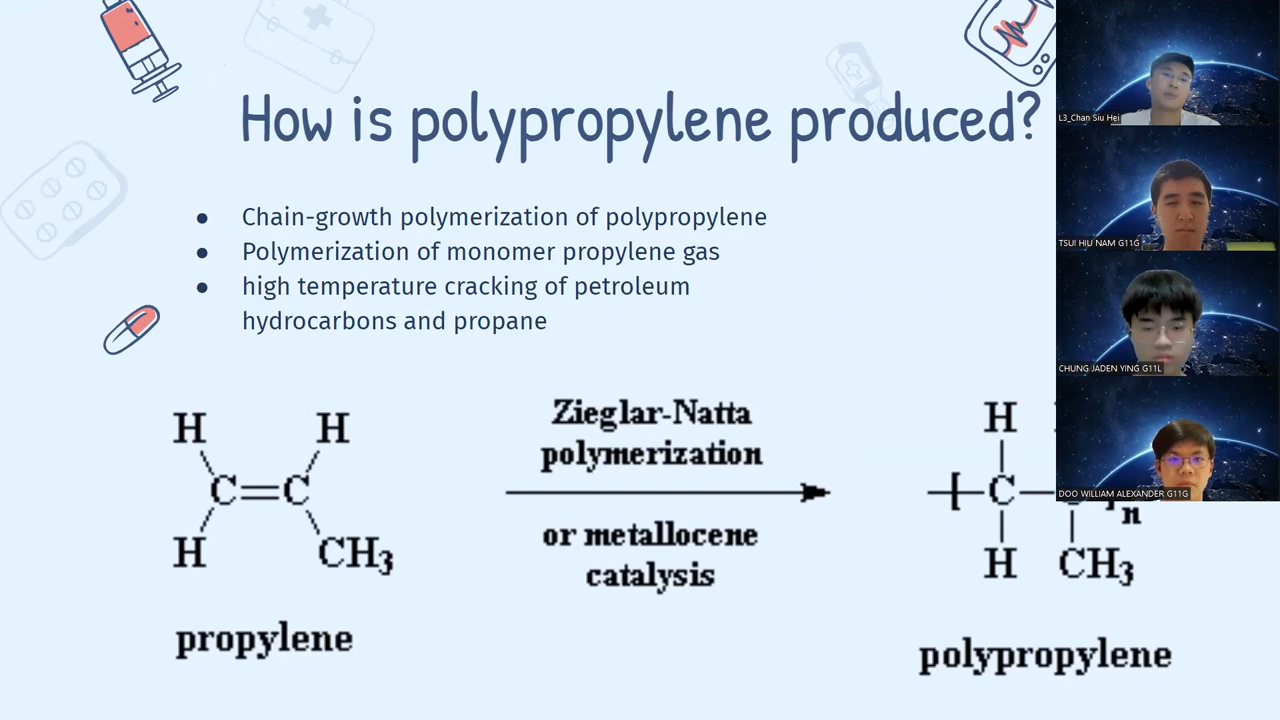 How is polypropylene produced?
● Chain-growth polymerization of polypropylene
● Polymerization of monomer propylene gas
● high temperature cracking of petroleum
hydrocarbons and propane
H H
C C
H CH3
propylene
Zieglar-Natta
polymerization
or metallocene
catalysis
H
C
n
H CH3
polypropylene
L3_Chan Siu Hei
TSUI HIU NAM G11G
CHUNG JADEN YING G11L
DOO WILLIAM ALEXANDER G11G